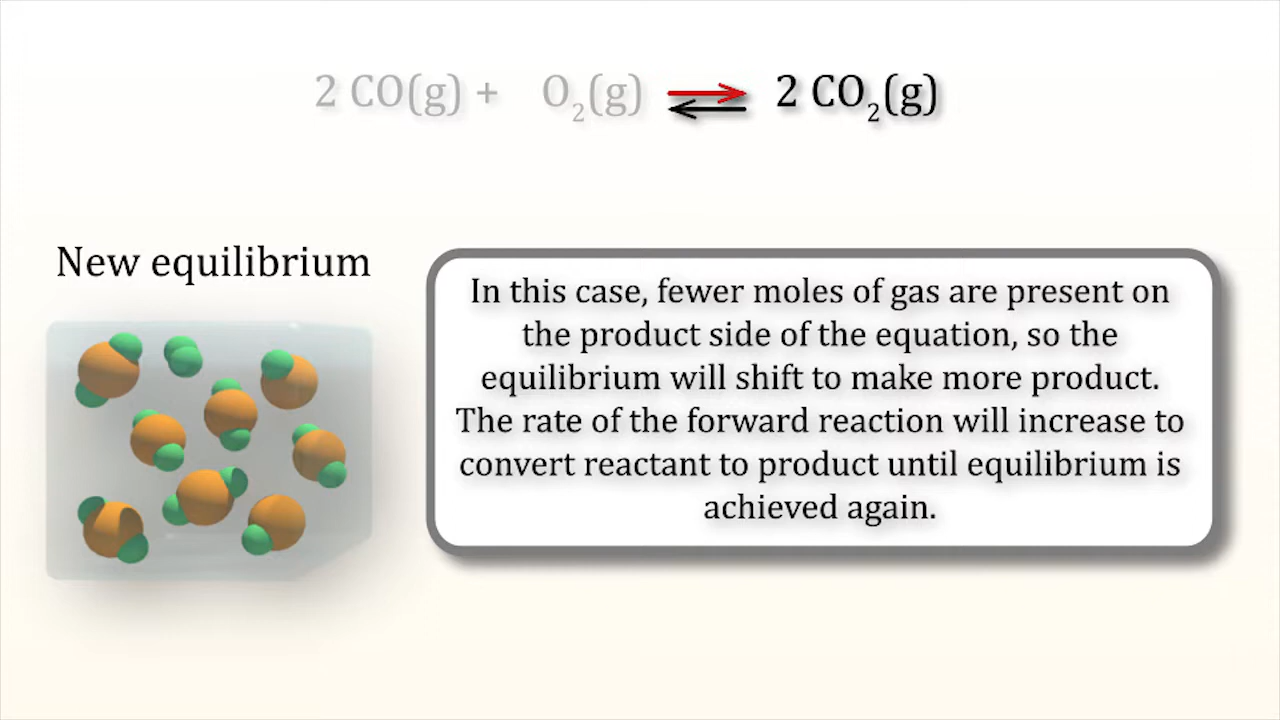 2 CO(g) + O₂(g) ⇌ 2 CO₂(g)
New equilibrium
In this case, fewer moles of gas are present on
the product side of the equation, so the
equilibrium will shift to make more product.
The rate of the forward reaction will increase to
convert reactant to product until equilibrium is
achieved again.